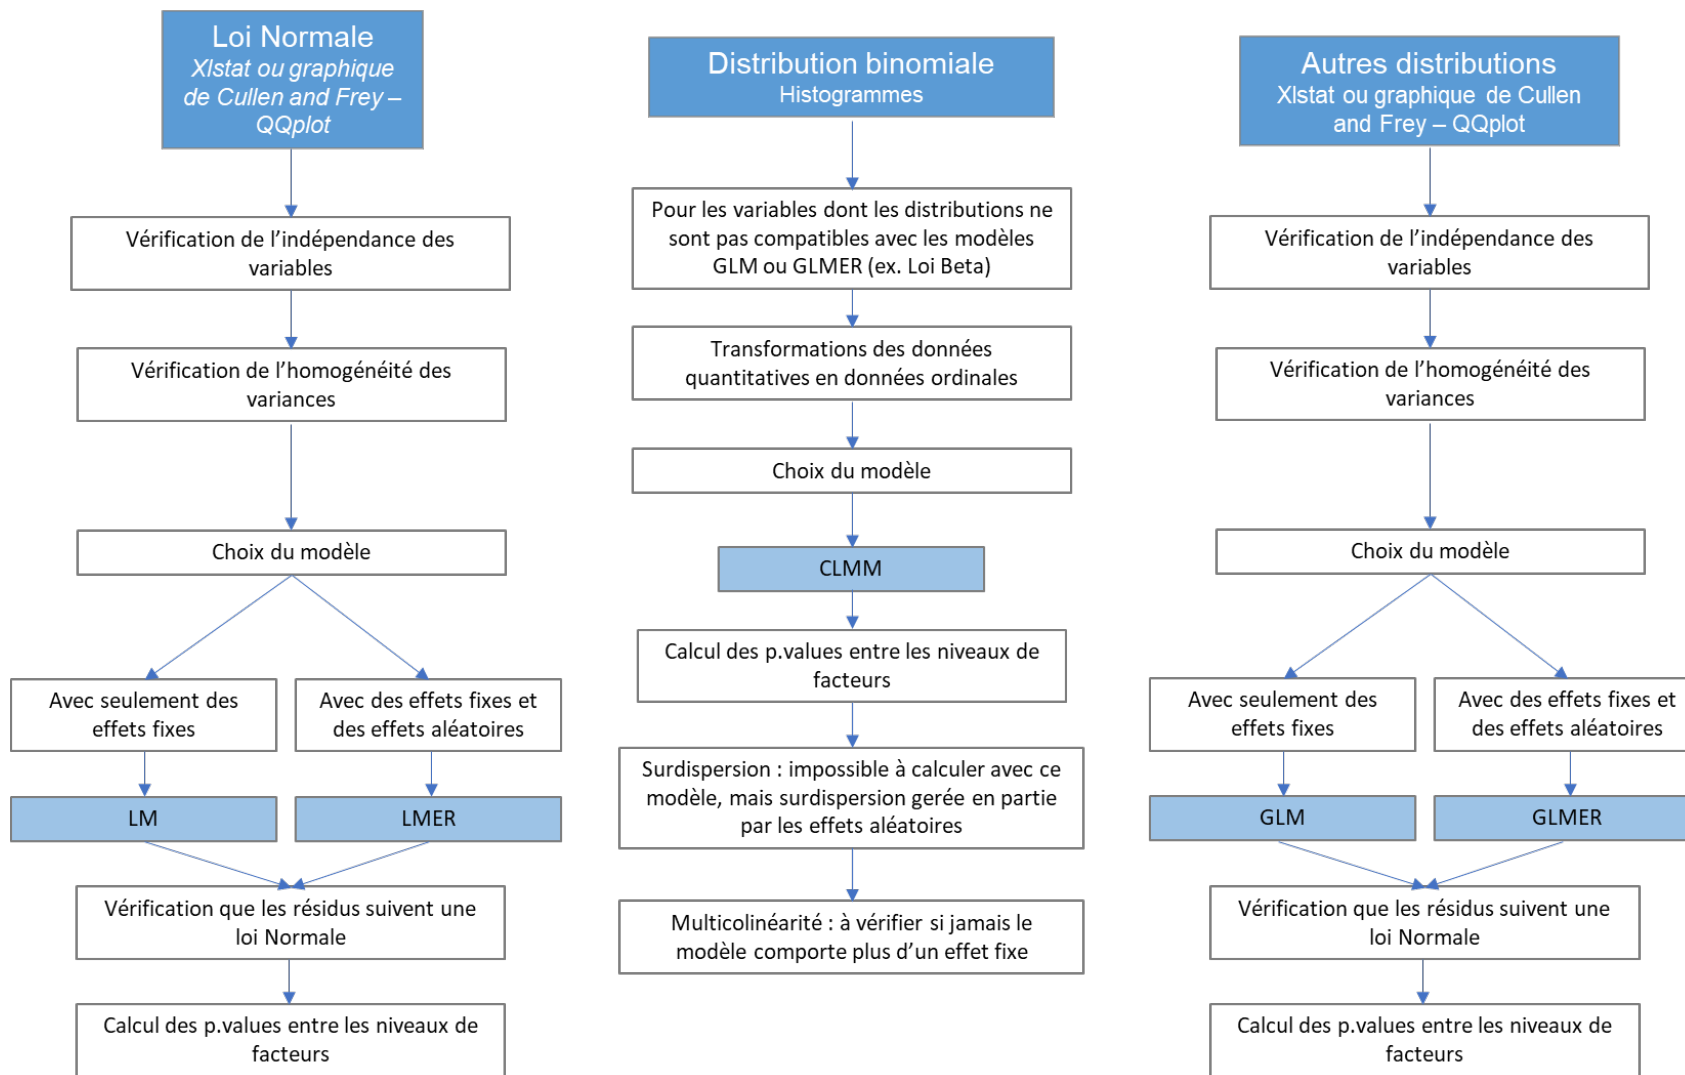 Loi Normale
Xlstat ou graphique
de Cullen and Frey –
QQplot
Vérification de l’indépendance des
variables
Vérification de l’homogénéité des
variances
Choix du modèle
Avec seulement des
effets fixes
Avec des effets fixes et
des effets aléatoires
LM
LMER
Vérification que les résidus suivent une
loi Normale
Calcul des p.values entre les niveaux de
facteurs
Distribution binomiale
Histogrammes
Pour les variables dont les distributions ne
sont pas compatibles avec les modèles
GLM ou GLMER (ex. Loi Beta)
Transformations des données
quantitatives en données ordinales
Choix du modèle
CLMM
Calcul des p.values entre les niveaux de
facteurs
Surdispersion : impossible à calculer avec ce
modèle, mais surdispersion gerée en partie
par les effets aléatoires
Multicolinéarité : à vérifier si jamais le
modèle comporte plus d’un effet fixe
Autres distributions
Xlstat ou graphique de Cullen
and Frey – QQplot
Vérification de l’indépendance des
variables
Vérification de l’homogénéité des
variances
Choix du modèle
Avec seulement des
effets fixes
Avec des effets fixes et
des effets aléatoires
GLM
GLMER
Vérification que les résidus suivent une
loi Normale
Calcul des p.values entre les niveaux de
facteurs